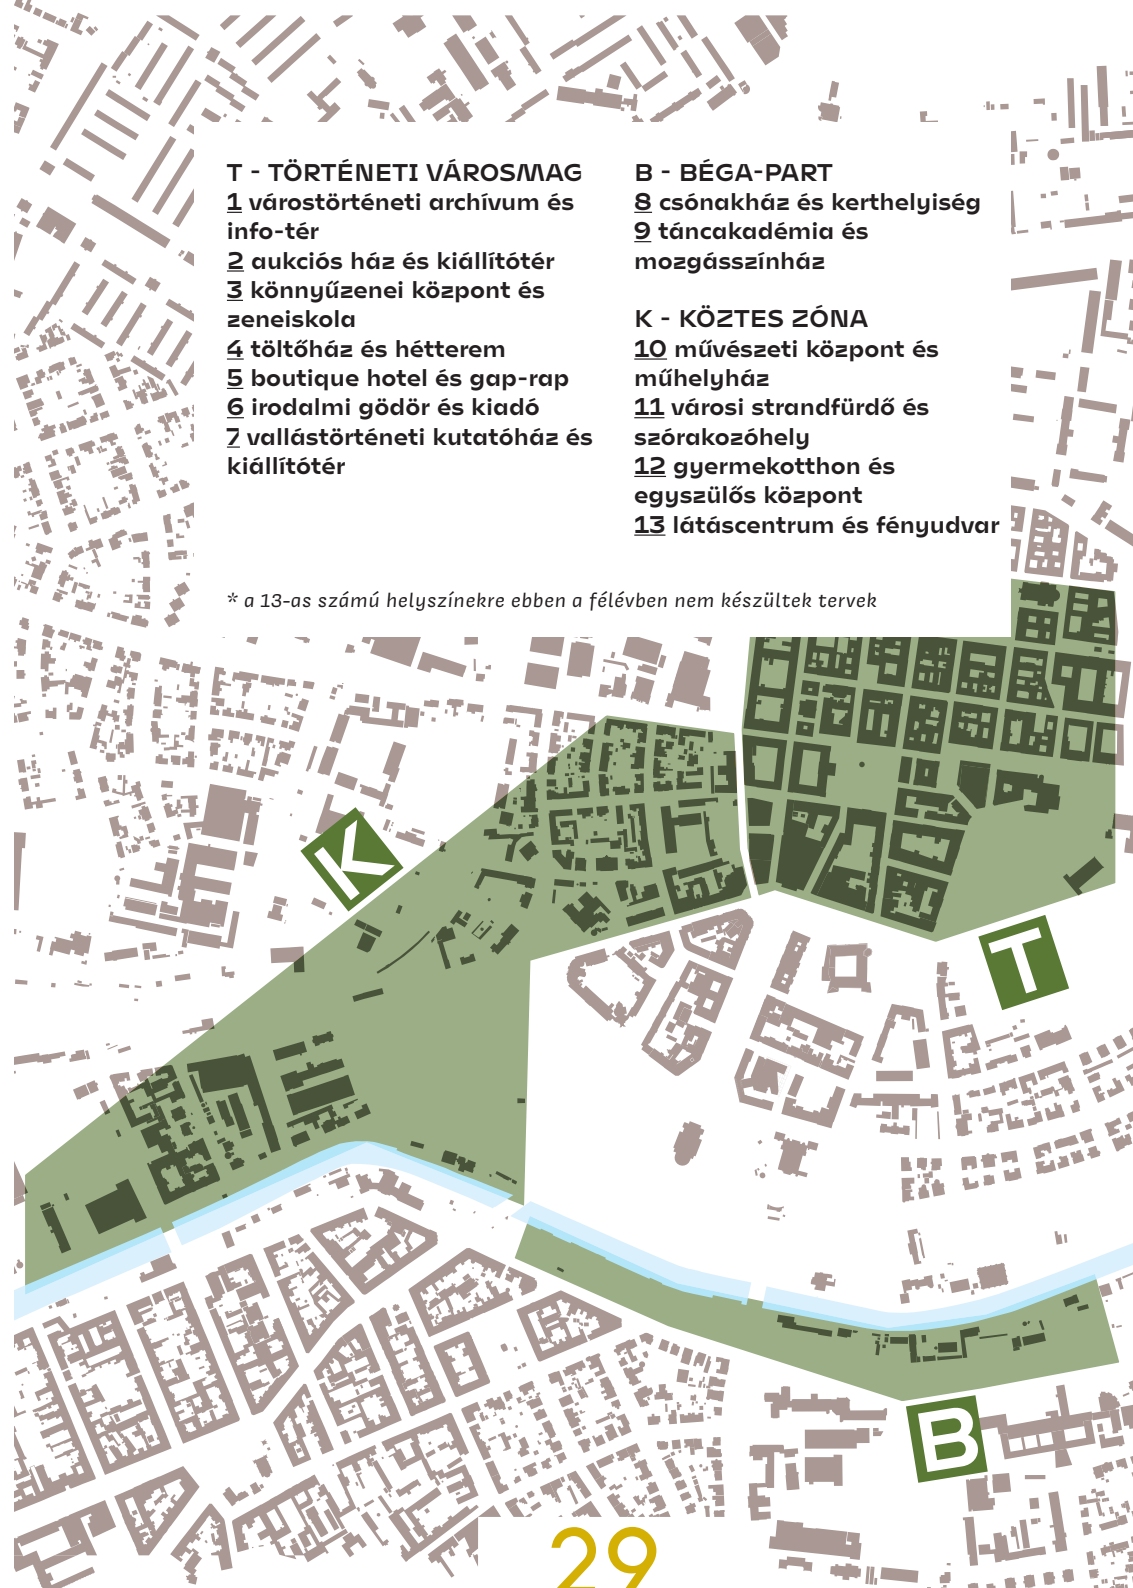 T - TÖRTÉNETI VÁROSMAG
1 várostörténeti archívum és
info-tér
2 aukciós ház és kiállítótér
3 könnyűzenei központ és
zeneiskola
4 töltőház és hétterem
5 boutique hotel és gap-rap
6 irodalmi gödör és kiadó
7 vallástörténeti kutatóház és
kiállítótér
B - BÉGA-PART
8 csónakház és kerthelyiség
9 táncakadémia és
mozgásszínház
K - KÖZTES ZÓNA
10 művészeti központ és
műhelyház
11 városi strandfürdő és
szórakozóhely
12 gyermekotthon és
egyszülős központ
13 látáscentrum és fényudvar
* a 13-as számú helyszínekre ebben a félévben nem készültek tervek
K
T
B
29